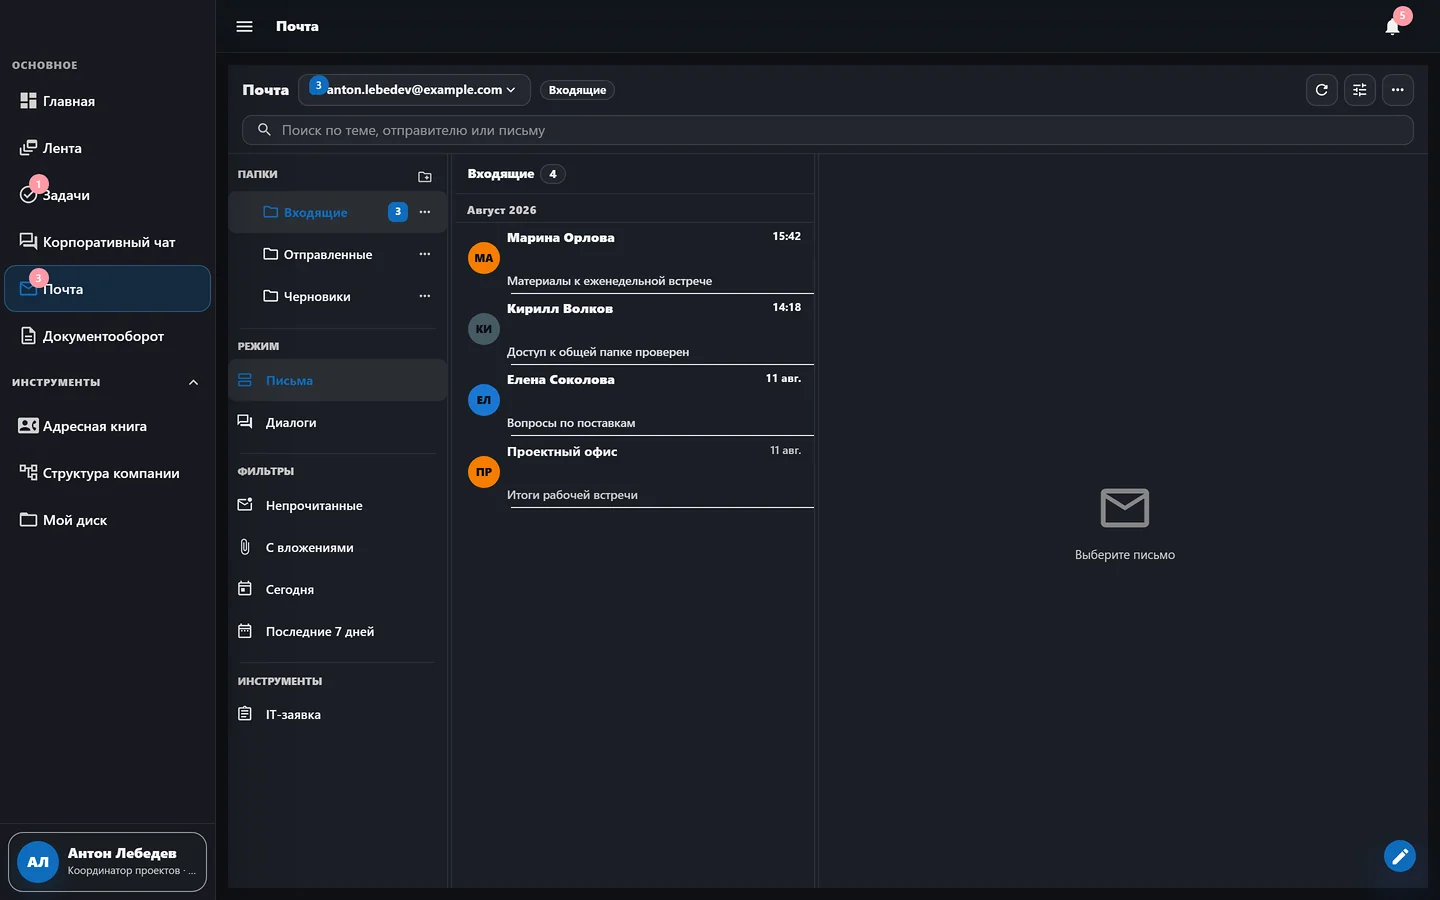 ОСНОВНОЕ
Главная
Лента
1
Задачи
Корпоративный чат
3
Почта
Документооборот
ИНСТРУМЕНТЫ
Адресная книга
Структура компании
Мой диск
АЛ
Антон Лебедев
Координатор проектов · ...
Почта
5
Почта
3
anton.lebedev@example.com
Входящие
Поиск по теме, отправителю или письму
ПАПКИ
Входящие
3
Отправленные
Черновики
РЕЖИМ
Письма
Диалоги
ФИЛЬТРЫ
Непрочитанные
С вложениями
Сегодня
Последние 7 дней
ИНСТРУМЕНТЫ
IT-заявка
Входящие 4
Август 2026
МА
Марина Орлова 15:42
Материалы к еженедельной встрече
КИ
Кирилл Волков 14:18
Доступ к общей папке проверен
ЕЛ
Елена Соколова 11 авг.
Вопросы по поставкам
ПР
Проектный офис 11 авг.
Итоги рабочей встречи
Выберите письмо